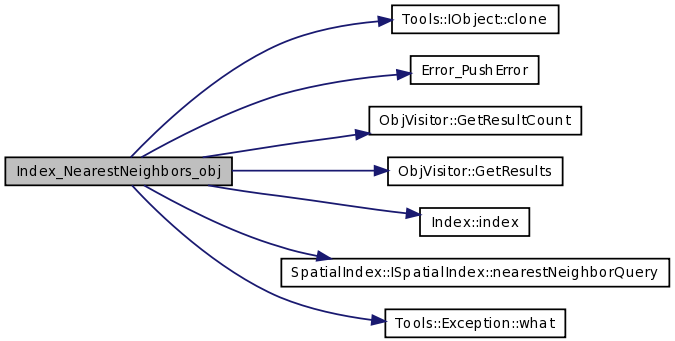 Tools::IObject::clone
Error_PushError
ObjVisitor::GetResultCount
Index_NearestNeighbors_obj
ObjVisitor::GetResults
Index::index
SpatialIndex::ISpatialIndex::nearestNeighborQuery
Tools::Exception::what